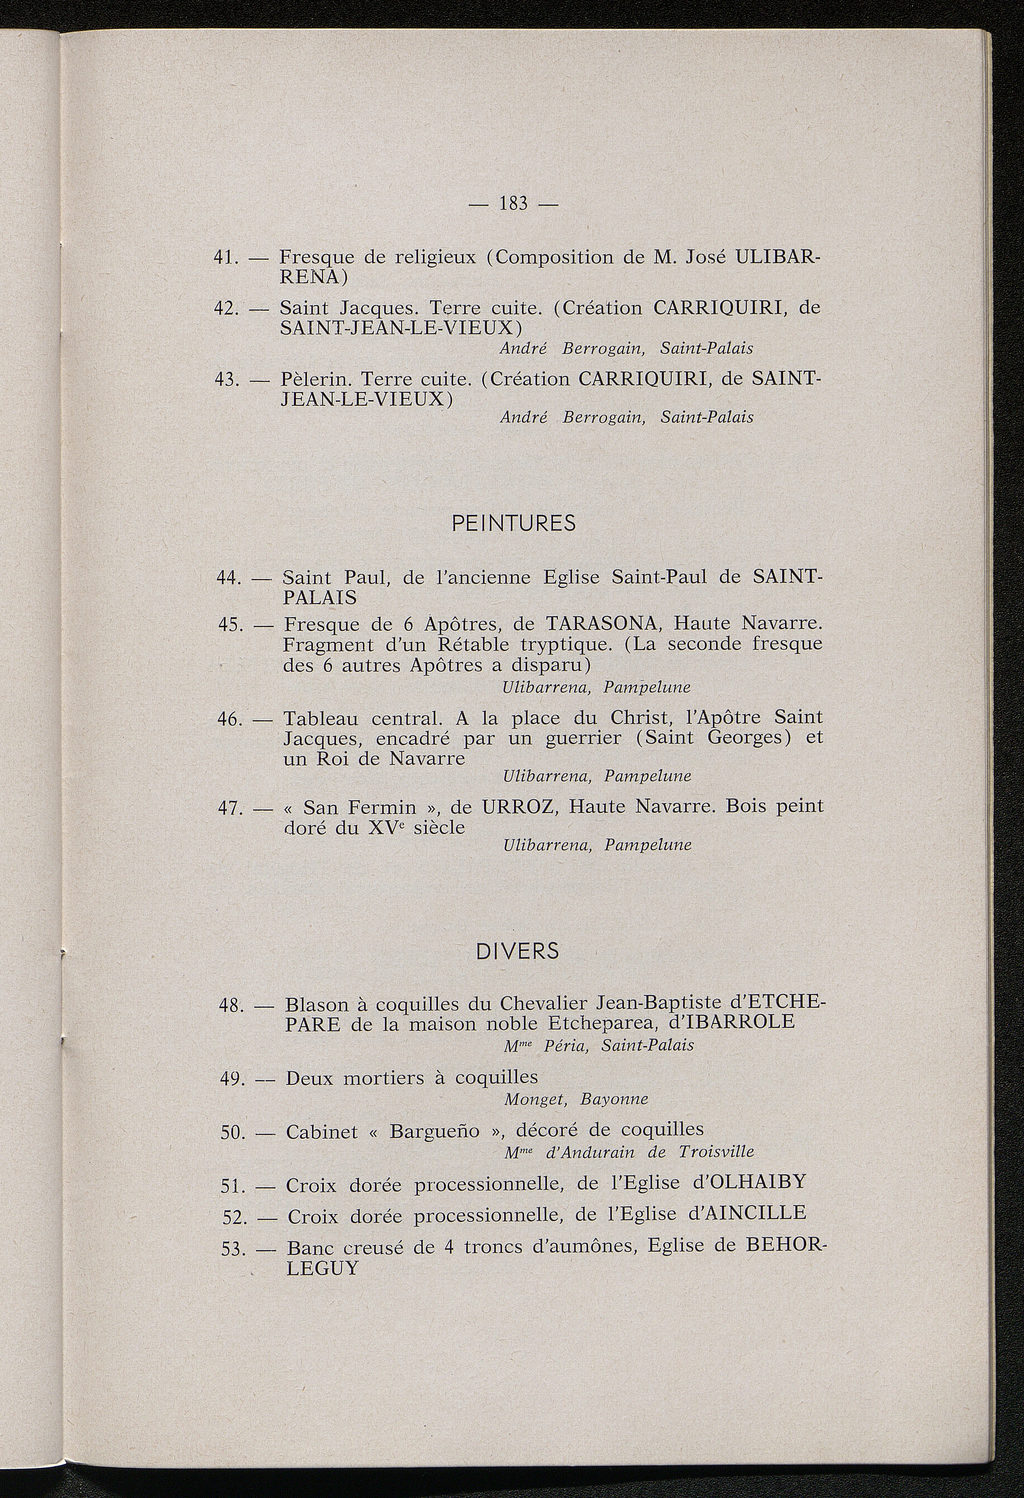 — 183 —
41. — Fresque de religieux (Composition de M. José ULIBAR-
RENA)
42. — Saint Jacques. Terre cuite. (Création CARRIQUIRI, de
SAINT-JEAN-LE-VIEUX)
André Berrogain, Saint-Palais
43. — Pèlerin. Terre cuite. (Création CARRIQUIRI, de SAINT-
JEAN-LE-VIEUX)
André Berrogain, Saint-Palais
PEINTURES
44. — Saint Paul, de l'ancienne Eglise Saint-Paul de SAINT-
PALAIS
45. — Fresque de 6 Apôtres, de TARASONA, Haute Navarre.
Fragment d'un Rétable tryptique. (La seconde fresque
des 6 autres Apôtres a disparu)
Ulibarrena, Pampelune
46. — Tableau central. A la place du Christ, l'Apôtre Saint
Jacques, encadré par un guerrier (Saint Georges) et
un Roi de Navarre
Ulibarrena, Pampelune
47. — « San Fermin », de URROZ, Haute Navarre. Bois peint
doré du XVe siècle
Ulibarrena, Pampelune
DIVERS
48. — Blason à coquilles du Chevalier Jean-Baptiste d'ETCHE-
PARE de la maison noble Etcheparea, d'IBARROLE
Mme Péria, Saint-Palais
49. — Deux mortiers à coquilles
Monget, Bayonne
50. — Cabinet « Bargueño », décoré de coquilles
Mme d'Andurain de Troisville
51. — Croix dorée processionnelle, de l'Eglise d'OLHAIBY
52. — Croix dorée processionnelle, de l'Eglise d'AINCILLE
53. — Banc creusé de 4 troncs d'aumônes, Eglise de BEHOR-
LEGUY